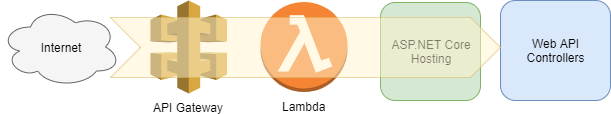 Internet
API Gateway
Lambda
ASP.NET Core
Hosting
Web API
Controllers